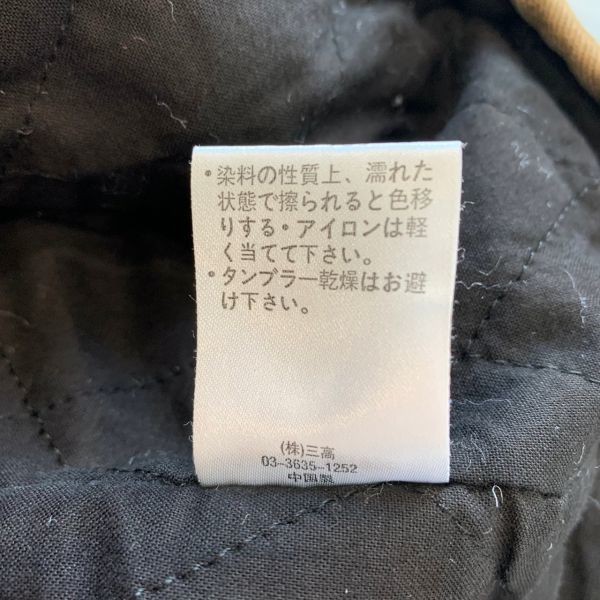 ・染料の性質上、濡れた
状態で擦られると色移
りする・アイロンは軽
く当てて下さい。
・タンブラー乾燥はお避
け下さい。
(株)三高
03-3635-1252
中国製